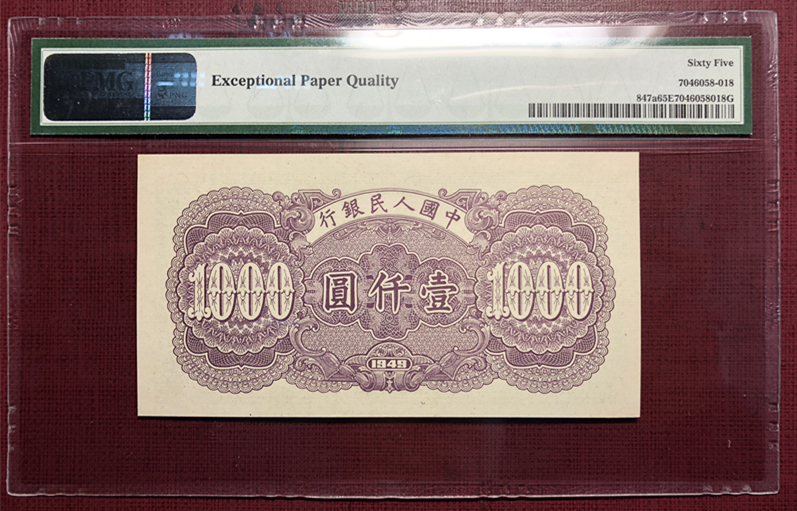 PMG
Exceptional Paper Quality
Sixty Five
7046058-018
847a65E7046058018G
行銀民人國中
1000
圓仟壹
1000
1949